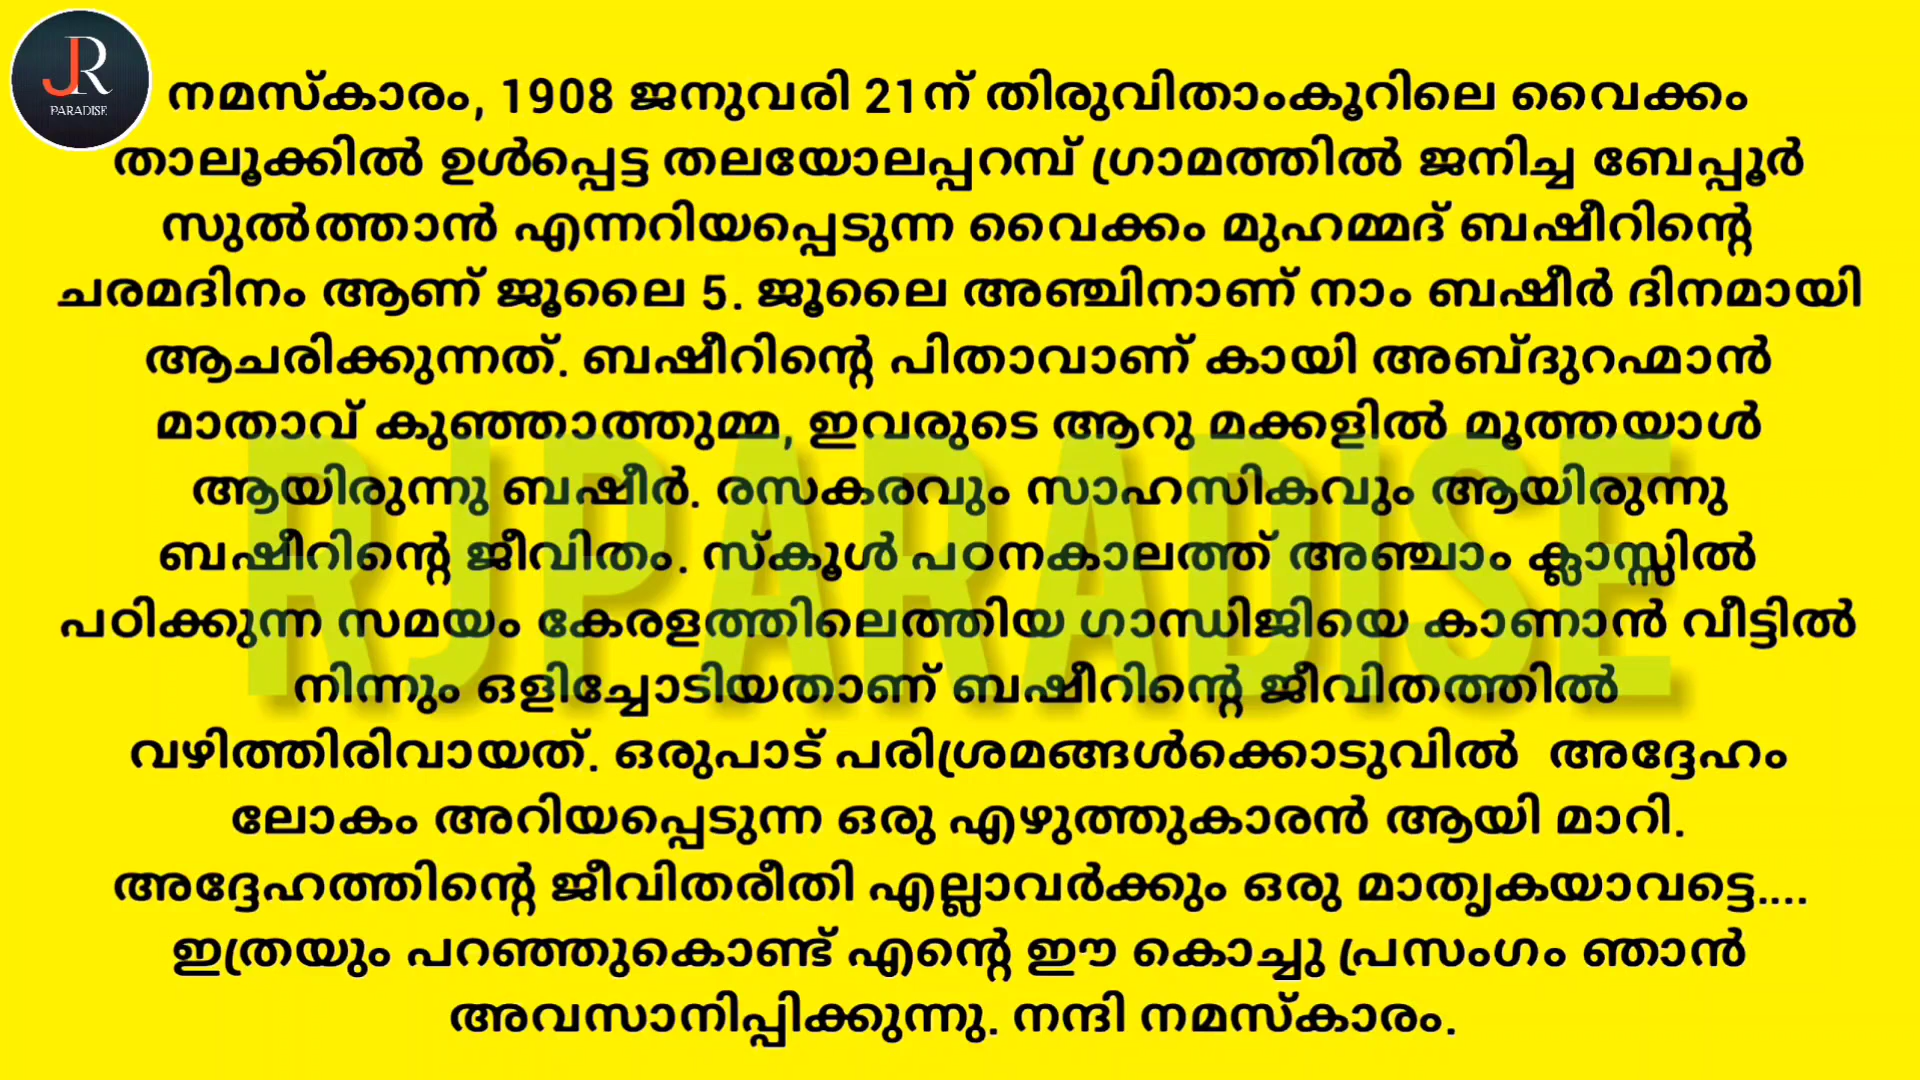 JR
PARADISE
നമസ്കാരം, 1908 ജനുവരി 21ന് തിരുവിതാംകൂറിലെ വൈക്കം
താലൂക്കിൽ ഉൾപ്പെട്ട തലയോലപ്പറമ്പ് ഗ്രാമത്തിൽ ജനിച്ച ബേപ്പൂർ
സുൽത്താൻ എന്നറിയപ്പെടുന്ന വൈക്കം മുഹമ്മദ് ബഷീറിന്റെ
ചരമദിനം ആണ് ജൂലൈ 5. ജൂലൈ അഞ്ചിനാണ് നാം ബഷീർ ദിനമായി
ആചരിക്കുന്നത്. ബഷീറിന്റെ പിതാവാണ് കായി അബ്ദുറഹ്മാൻ
മാതാവ് കുഞ്ഞാത്തുമ്മ, ഇവരുടെ ആറു മക്കളിൽ മൂത്തയാൾ
ആയിരുന്നു ബഷീർ. രസകരവും സാഹസികവും ആയിരുന്നു
ബഷീറിന്റെ ജീവിതം. സ്കൂൾ പഠനകാലത്ത് അഞ്ചാം ക്ലാസ്സിൽ
പഠിക്കുന്ന സമയം കേരളത്തിലെത്തിയ ഗാന്ധിജിയെ കാണാൻ വീട്ടിൽ
നിന്നും ഒളിച്ചോടിയതാണ് ബഷീറിന്റെ ജീവിതത്തിൽ
വഴിത്തിരിവായത്. ഒരുപാട് പരിശ്രമങ്ങൾക്കൊടുവിൽ അദ്ദേഹം
ലോകം അറിയപ്പെടുന്ന ഒരു എഴുത്തുകാരൻ ആയി മാറി.
അദ്ദേഹത്തിന്റെ ജീവിതരീതി എല്ലാവർക്കും ഒരു മാതൃകയാവട്ടെ....
ഇത്രയും പറഞ്ഞുകൊണ്ട് എന്റെ ഈ കൊച്ചു പ്രസംഗം ഞാൻ
അവസാനിപ്പിക്കുന്നു. നന്ദി നമസ്കാരം.
RJPARADISE